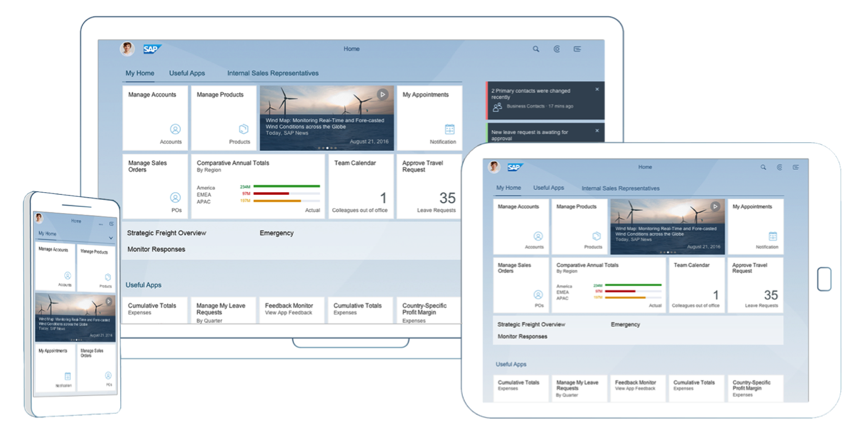 SAP
Home
My Home Useful Apps Internal Sales Representatives
Manage Accounts
Accounts
Manage Products
Products
Wind Map: Monitoring Real-Time and Fore-casted
Wind Conditions across the Globe
Today, SAP News
August 21, 2016
My Appointments
Notification
2 Primary contacts were changed
recently
Business Contacts · 17 mins ago
New leave request is awaiting for
approval
Manage Sales
Orders
POs
Comparative Annual Totals
By Region
America 234M
EMEA 97M
APAC 197M
Actual
Team Calendar
1
Colleagues out of office
Approve Travel
Request
35
Leave Requests
Strategic Freight Overview Emergency
Monitor Responses
Useful Apps
Cumulative Totals
Expenses
Manage My Leave
Requests
By Quarter
Feedback Monitor
View App Feedback
Cumulative Totals
Expenses
Country-Specific
Profit Margin
Expenses
SAP
Home
My Home Useful Apps Internal Sales Representatives
Manage Accounts
Accounts
Manage Products
Products
Wind Map: Monitoring Real-Time and Fore-casted
Wind Conditions across the Globe
Today, SAP News
August 21, 2016
My Appointments
Notification
Manage Sales
Orders
POs
Comparative Annual Totals
By Region
America
EMEA
APAC
Actual
Team Calendar
1
Colleagues out of office
Approve Travel
Request
35
Leave Requests
Strategic Freight Overview Emergency
Monitor Responses
Useful Apps
Cumulative Totals
Expenses
Manage My Leave
Requests
By Quarter
Feedback Monitor
View App Feedback
Cumulative Totals
Expenses
Country-Specific
Profit Margin
Expenses
Home
My Home
Manage Accounts
Accounts
Manage Products
Products
Wind Map: Monitoring Real-Time and Fore-casted
Wind Conditions across the Globe
Today, SAP News
August 21, 2016
My Appointments
Notification
Manage Sales
Orders
POs